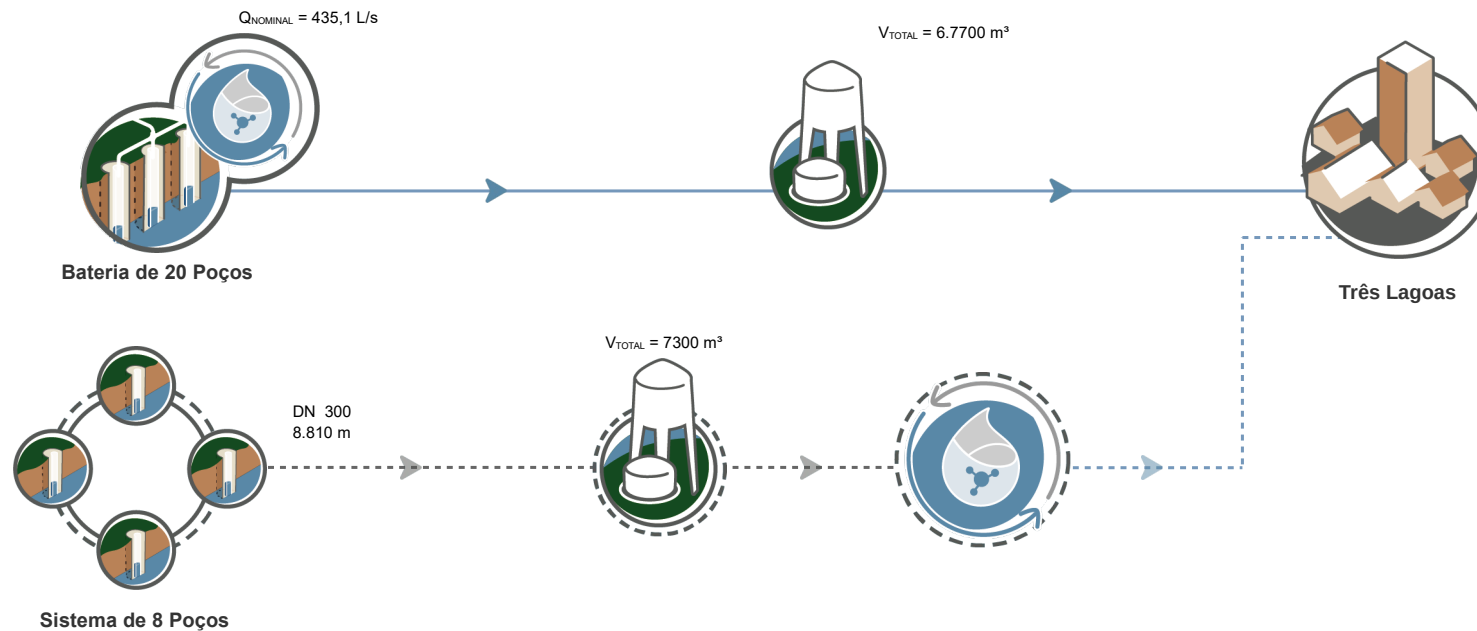 QNOMINAL = 435,1 L/s
VTOTAL = 6.7700 m³
Bateria de 20 Poços
Três Lagoas
VTOTAL = 7300 m³
DN 300
8.810 m
Sistema de 8 Poços